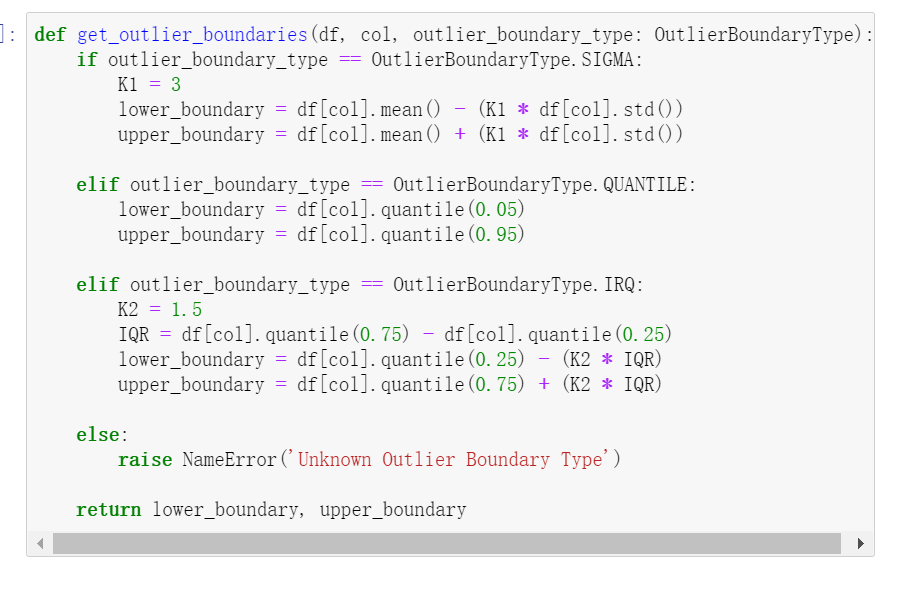 ]: def get_outlier_boundaries(df, col, outlier_boundary_type: OutlierBoundaryType):
    if outlier_boundary_type == OutlierBoundaryType.SIGMA:
        K1 = 3
        lower_boundary = df[col].mean() - (K1 * df[col].std())
        upper_boundary = df[col].mean() + (K1 * df[col].std())

    elif outlier_boundary_type == OutlierBoundaryType.QUANTILE:
        lower_boundary = df[col].quantile(0.05)
        upper_boundary = df[col].quantile(0.95)

    elif outlier_boundary_type == OutlierBoundaryType.IRQ:
        K2 = 1.5
        IQR = df[col].quantile(0.75) - df[col].quantile(0.25)
        lower_boundary = df[col].quantile(0.25) - (K2 * IQR)
        upper_boundary = df[col].quantile(0.75) + (K2 * IQR)

    else:
        raise NameError('Unknown Outlier Boundary Type')

    return lower_boundary, upper_boundary